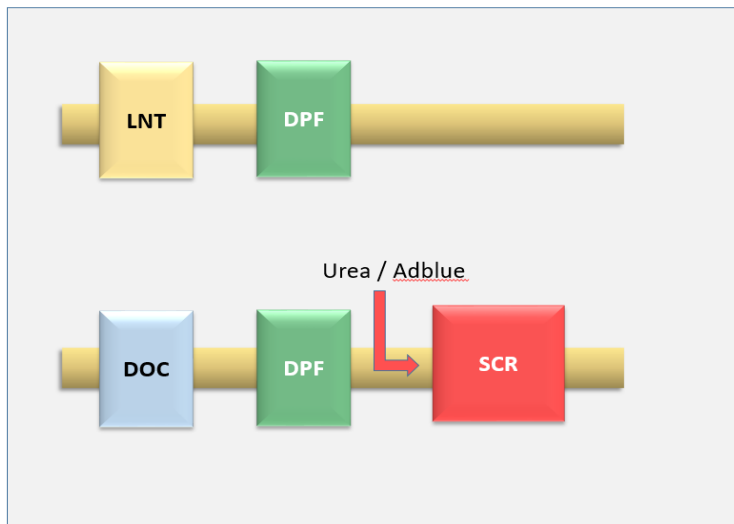 LNT
DPF
Urea / Adblue
DOC
DPF
SCR